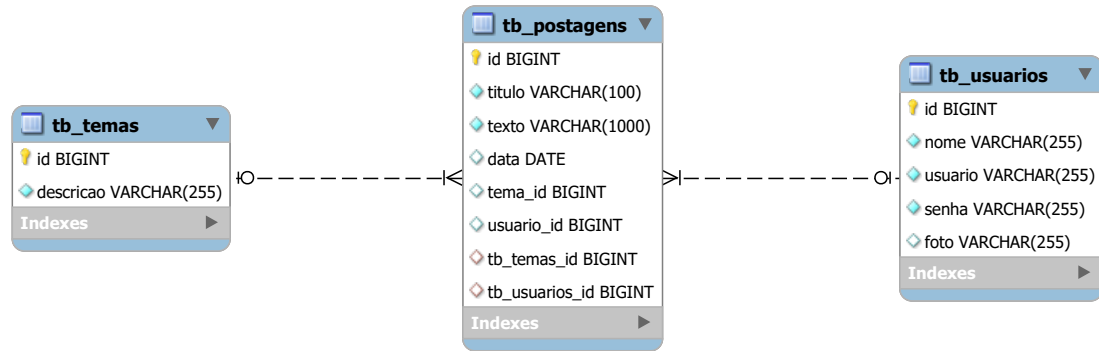 tb_temas
id BIGINT
descricao VARCHAR(255)
Indexes
tb_postagens
id BIGINT
titulo VARCHAR(100)
texto VARCHAR(1000)
data DATE
tema_id BIGINT
usuario_id BIGINT
tb_temas_id BIGINT
tb_usuarios_id BIGINT
Indexes
tb_usuarios
id BIGINT
nome VARCHAR(255)
usuario VARCHAR(255)
senha VARCHAR(255)
foto VARCHAR(255)
Indexes